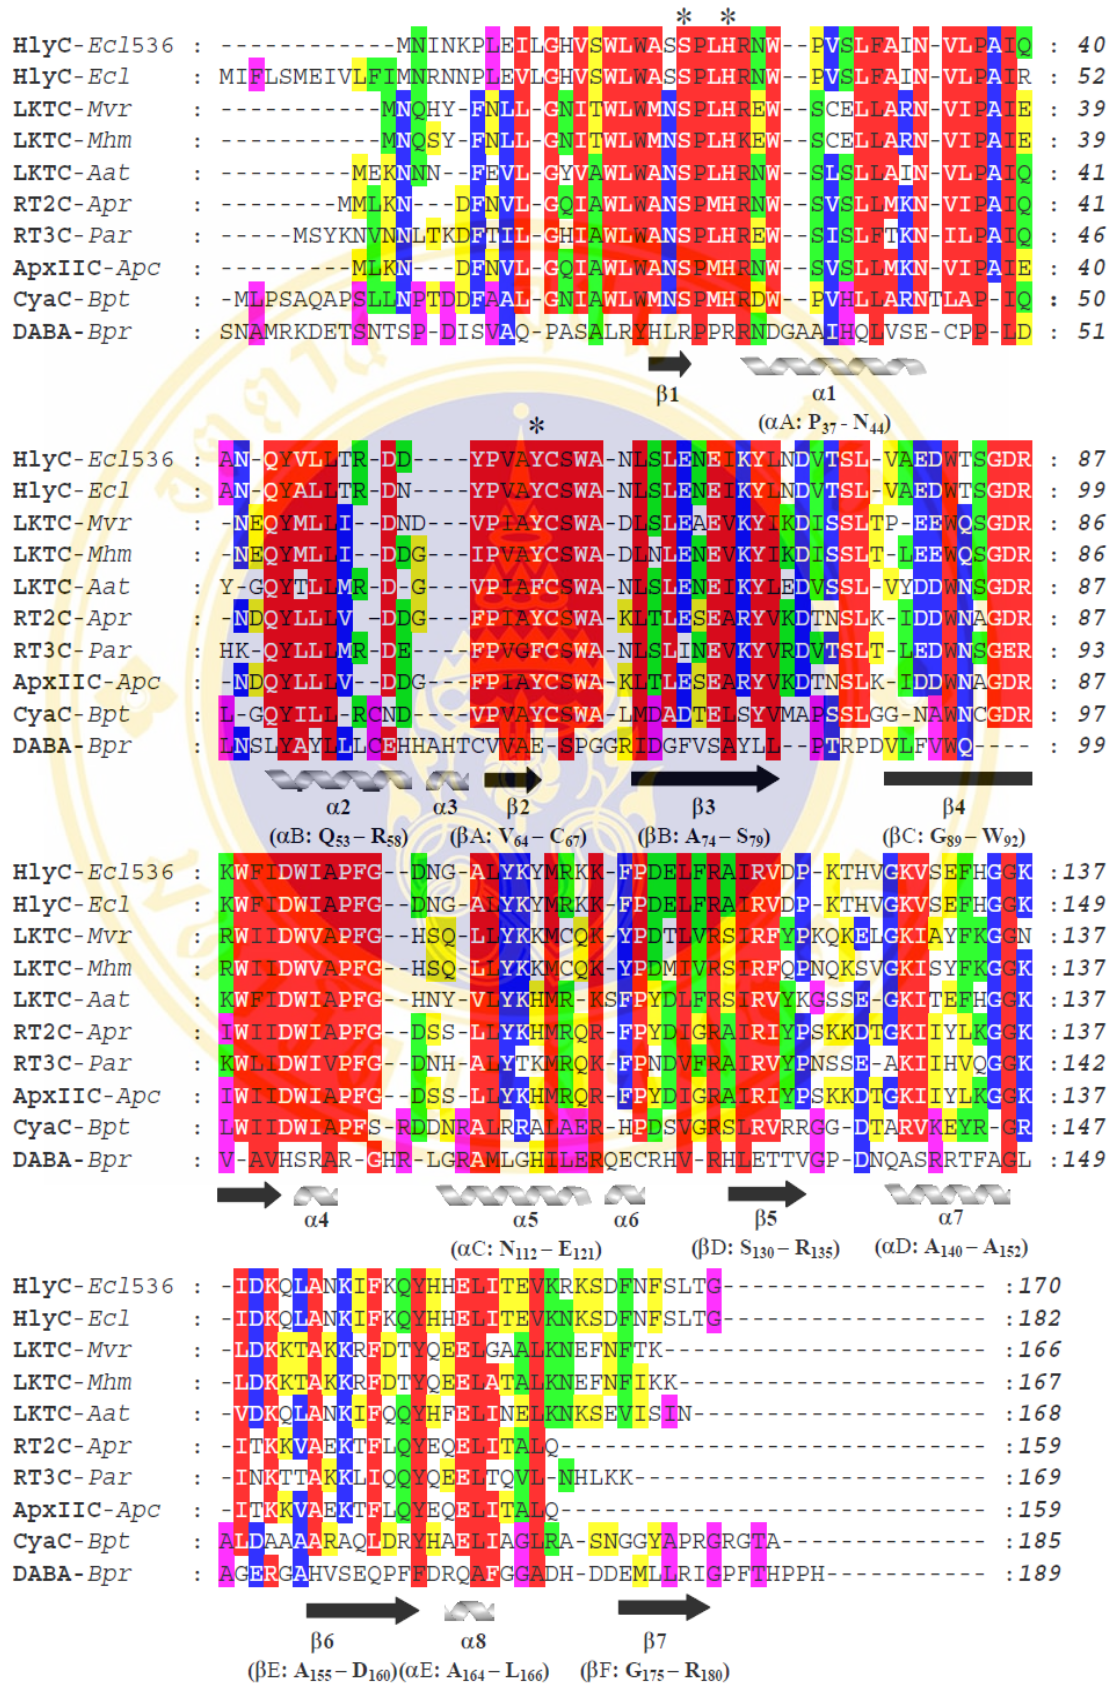 * *
HlyC-Ecl536 : ------------MNINKPLEILGHVSWLWASSPLHRNW--PVSLFAIN-VLPAIQ : 40
HlyC-Ecl : MIFLSMEIVLFIMNRNNPLEVLGHVSWLWASSPLHRNW--PVSLFAIN-VLPAIR : 52
LKTC-Mvr : -----------MNQHY-FNLL-GNITWLWMNSPLHREW--SCELLARN-VIPAIE : 39
LKTC-Mhm : -----------MNQSY-FNLL-GNITWLWMNSPLHKEW--SCELLARN-VIPAIE : 39
LKTC-Aat : ---------MEKNNN--FEVL-GYVAWLWANSPLHRNW--SLSLLAIN-VLPAIQ : 41
RT2C-Apr : --------MMLKN---DFNVL-GQIAWLWANSPMHRNW--SVSLLMKN-VIPAIQ : 41
RT3C-Par : -----MSYKNVNNLTKDFTIL-GHIAWLWANSPLHREW--SISLFTKN-ILPAIQ : 46
ApxIIC-Apc : ---------MLKN---DFNVL-GQIAWLWANSPMHRNW--SVSLLMKN-VIPAIE : 40
CyaC-Bpt : -MLPSAQAPSLLNPTDDFAAL-GNIAWLWMNSPMHRDW--PVHLLARNTLAP-IQ : 50
DABA-Bpr : SNAMRKDETSNTSP-DISVAQ-PASALRYHLRPPRRNDGAAIHQLVSE-CPP-LD : 51
β1 α1
(αA: P37 - N44)
*
HlyC-Ecl536 : AN-QYVLLTR-DD----YPVAYCSWA-NLSLENEIKYLNDVTSL-VAEDWTSGDR : 87
HlyC-Ecl : AN-QYALLTR-DN----YPVAYCSWA-NLSLENEIKYLNDVTSL-VAEDWTSGDR : 99
LKTC-Mvr : -NEQYMLLI--DND---VPIAYCSWA-DLSLEAEVKYIKDISSLTP-EEWQSGDR : 86
LKTC-Mhm : -NEQYMLLI--DDG---IPVAYCSWA-DLNLENEVKYIKDISSLT-LEEWQSGDR : 86
LKTC-Aat : Y-GQYTLLMR-D-G---VPIAFCSWA-NLSLENEIKYLEDVSSL-VYDDWNSGDR : 87
RT2C-Apr : -NDQYLLLV--DDG---FPIAYCSWA-KLTLESEARYVKDTNSLK-IDDWNAGDR : 87
RT3C-Par : HK-QYLLLMR-DE----FPVGFCSWA-NLSLINEVKYVRDVTSLT-LEDWNSGER : 93
ApxIIC-Apc : -NDQYLLLV--DDG---FPIAYCSWA-KLTLESEARYVKDTNSLK-IDDWNAGDR : 87
CyaC-Bpt : L-GQYILL-RCND----VPVAYCSWA-LMDADTELSYVMAPSSLGG-NAWNCGDR : 97
DABA-Bpr : LNSLYAYLLLCEHHAHTCVVAE-SPGGRIDGFVSAYLL--PTRPDVLFVWQ---- : 99
α2 α3 β2 β3 β4
(αB: Q53 – R58) (βA: V64 – C67) (βB: A74 – S79) (βC: G89 – W92)
HlyC-Ecl536 : KWFIDWIAPFG--DNG-ALYKYMRKK-FPDELFRAIRVDP-KTHVGKVSEFHGGK :137
HlyC-Ecl : KWFIDWIAPFG--DNG-ALYKYMRKK-FPDELFRAIRVDP-KTHVGKVSEFHGGK :149
LKTC-Mvr : RWIIDWVAPFG--HSQ-LLYKKMCQK-YPDTLVRSIRFYPKQKELGKIAYFKGGN :137
LKTC-Mhm : RWIIDWVAPFG--HSQ-LLYKKMCQK-YPDMIVRSIRFQPNQKSVGKISYFKGGK :137
LKTC-Aat : KWFIDWIAPFG--HNY-VLYKHMR-KSFPYDLFRSIRVYKGSSE-GKITEFHGGK :137
RT2C-Apr : IWIIDWIAPFG--DSS-LLYKHMRQR-FPYDIGRAIRIYPSKKDTGKIIYLKGGK :137
RT3C-Par : KWLIDWIVPFG--DNH-ALYTKMRQK-FPNDVFRAIRVYPNSSE-AKIIHVQGGK :142
ApxIIC-Apc : IWIIDWIAPFG--DSS-LLYKHMRQR-FPYDIGRAIRIYPSKKDTGKIIYLKGGK :137
CyaC-Bpt : LWIIDWIAPFS-RDDNRALRRALAER-HPDSVGRSLRVRRGG-DTARVKEYR-GR :147
DABA-Bpr : V-AVHSRAR-GHR-LGRAMLGHILERQECRHV-RHLETTVGP-DNQASRRTFAGL :149
α4 α5 α6 β5 α7
(αC: N112 – E121) (βD: S130 – R135) (αD: A140 – A152)
HlyC-Ecl536 : -IDKQLANKIFKQYHHELITEVKRKSDFNFSLTG------------------ :170
HlyC-Ecl : -IDKQLANKIFKQYHHELITEVKNKSDFNFSLTG------------------ :182
LKTC-Mvr : -LDKKTAKKRFDTYQEELGAALKNEFNFTK---------------------- :166
LKTC-Mhm : -LDKKTAKKRFDTYQEELATALKNEFNFIKK--------------------- :167
LKTC-Aat : -VDKQLANKIFQQYHFELINELKNKSEVISIN-------------------- :168
RT2C-Apr : -ITKKVAEKTFLQYEQELITALQ----------------------------- :159
RT3C-Par : -INKTTAKKLIQQYQEELTQVL-NHLKK------------------------ :169
ApxIIC-Apc : -ITKKVAEKTFLQYEQELITALQ----------------------------- :159
CyaC-Bpt : ALDAAAARAQLDRYHAELIAGLRA-SNGGYAPRGRGTA-------------- :185
DABA-Bpr : AGERGAHVSEQPFFDRQAFGGADH-DDEMLLRIGPFTHPPH----------- :189
β6 α8 β7
(βE: A155 – D160)(αE: A164 – L166) (βF: G175 – R180)